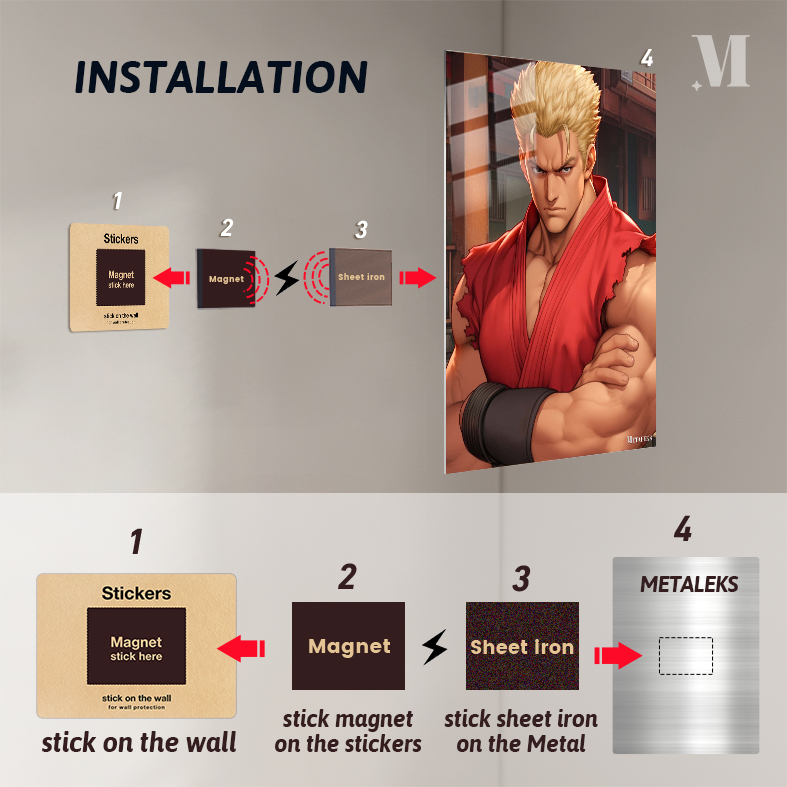 INSTALLATION
M
4
1
Stickers
Magnet
stick here
stick on the wall
for wall protection
2
Magnet
3
Sheet iron
METALEKS
1
Stickers
Magnet
stick here
stick on the wall
for wall protection
stick on the wall
2
Magnet
stick magnet
on the stickers
3
Sheet iron
stick sheet iron
on the Metal
4
METALEKS